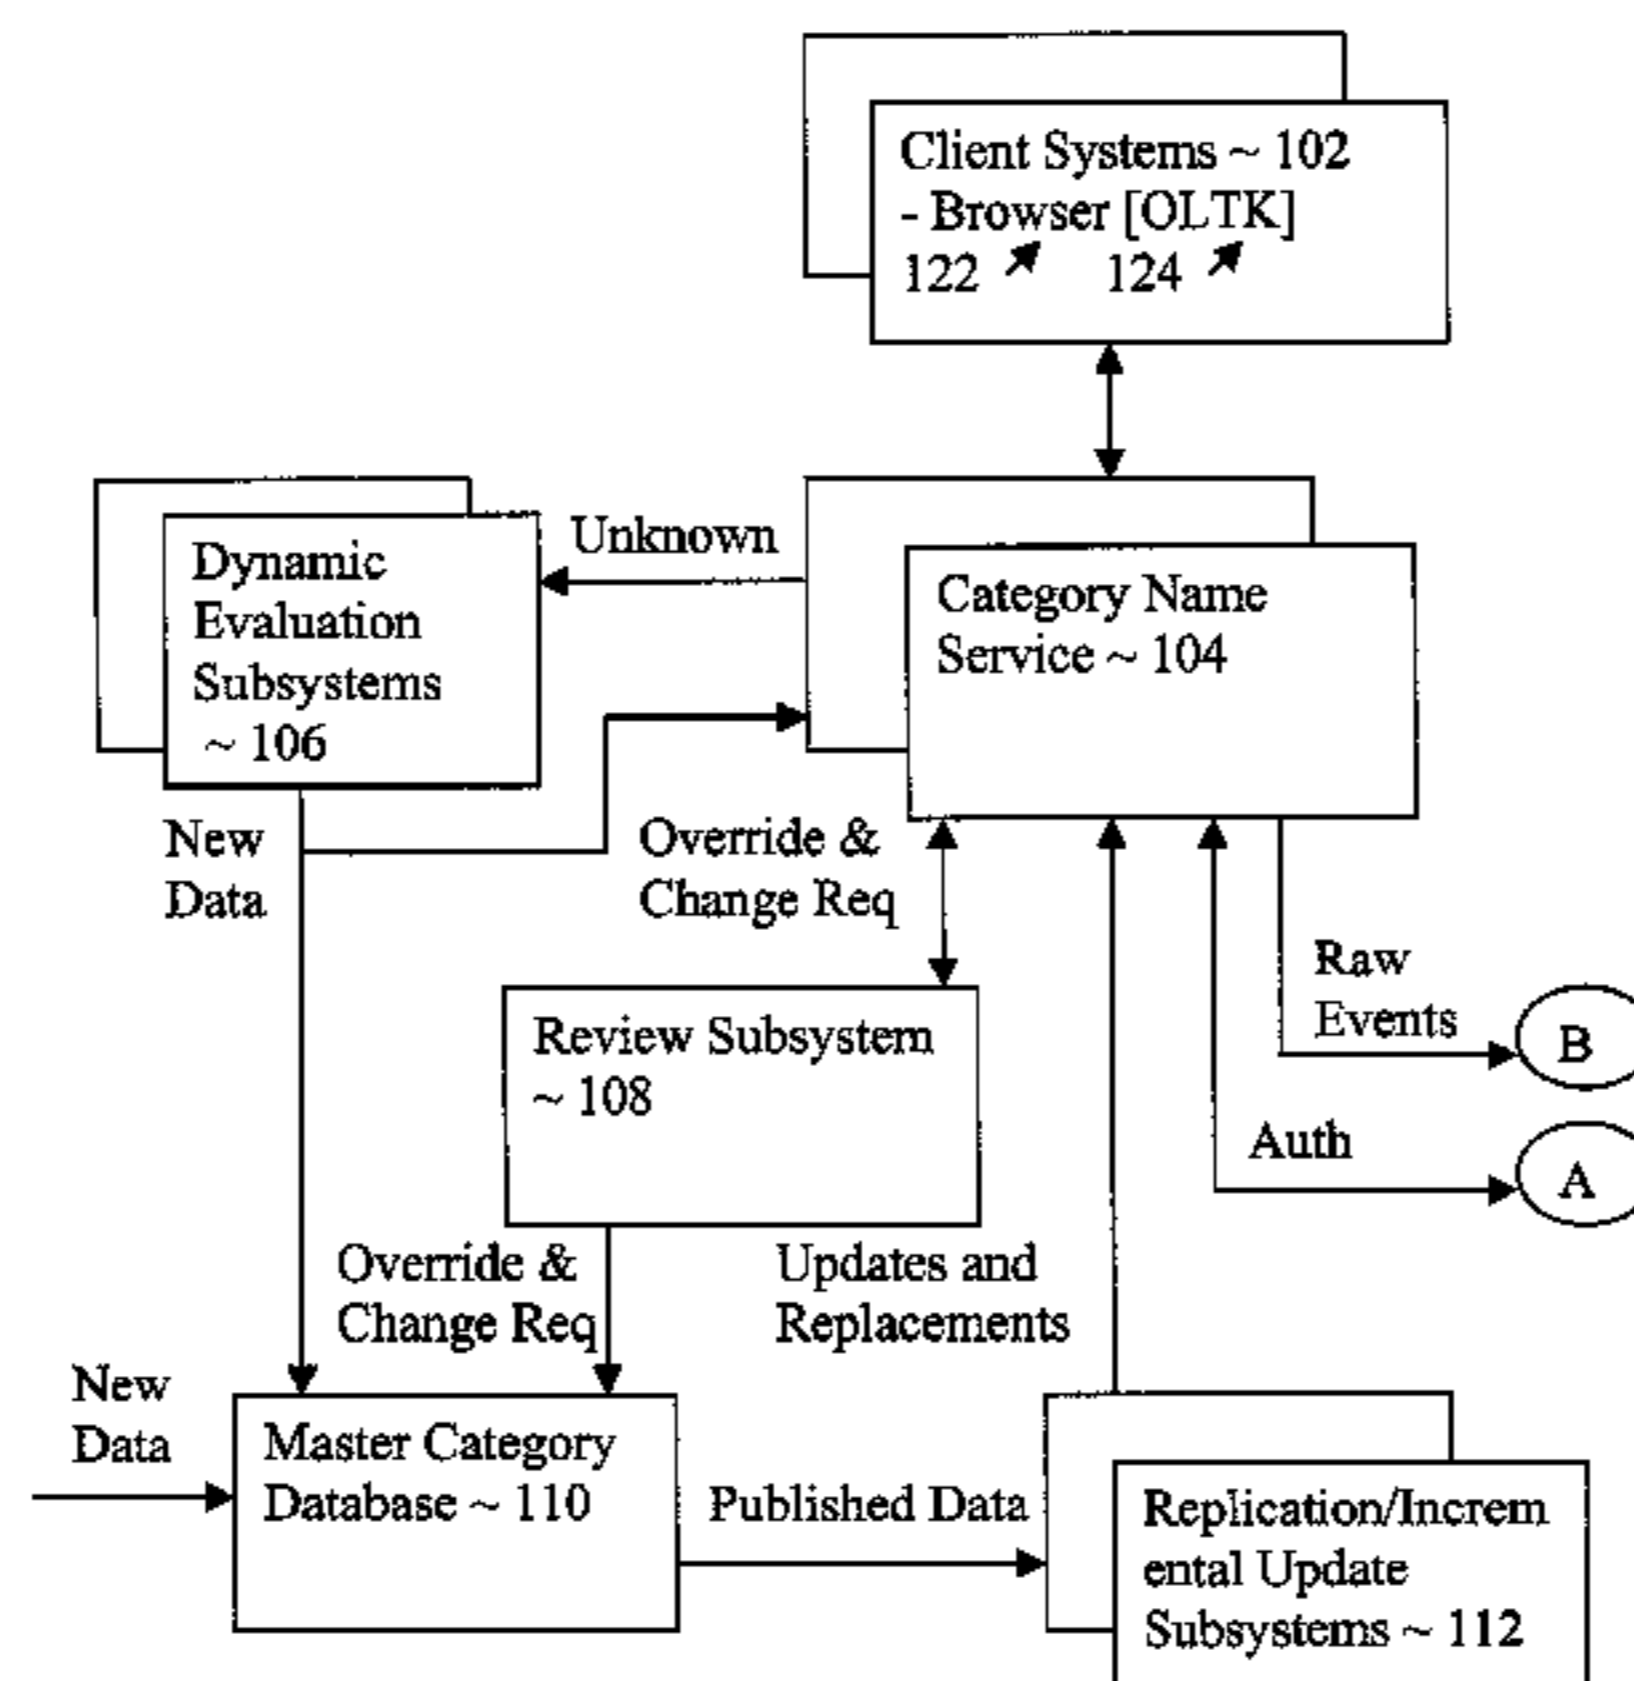 Client Systems ~ 102
- Browser [OLTK]
122 124
Unknown
Dynamic
Evaluation
Subsystems
~ 106
Category Name
Service ~ 104
New
Data
Override &
Change Req
Raw
Events
B
Review Subsystem
~ 108
Auth
A
Override &
Change Req
Updates and
Replacements
New
Data
Master Category
Database ~ 110
Published Data
Replication/Increm
ental Update
Subsystems ~ 112